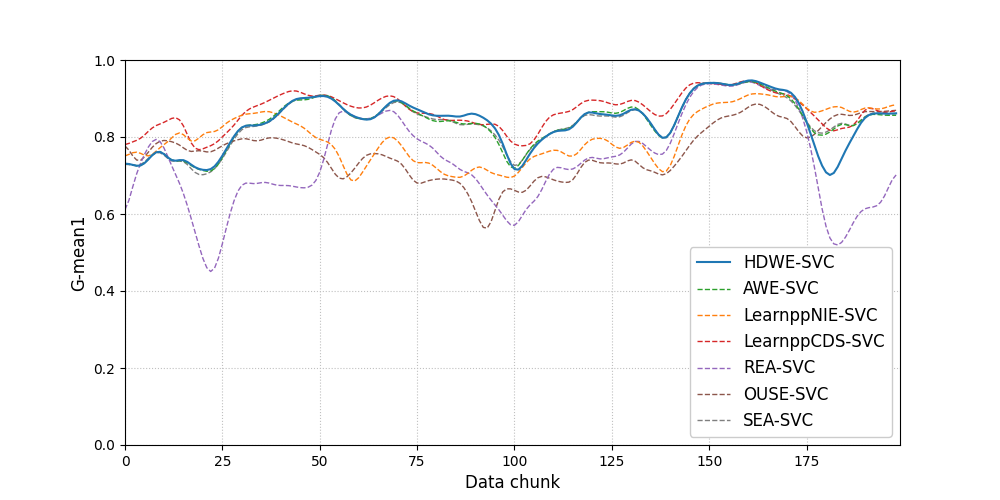 1.0
0.8
0.6
0.4
0.2
0.0
G-mean1
0 25 50 75 100 125 150 175
Data chunk
HDWE-SVC
AWE-SVC
LearnppNIE-SVC
LearnppCDS-SVC
REA-SVC
OUSE-SVC
SEA-SVC